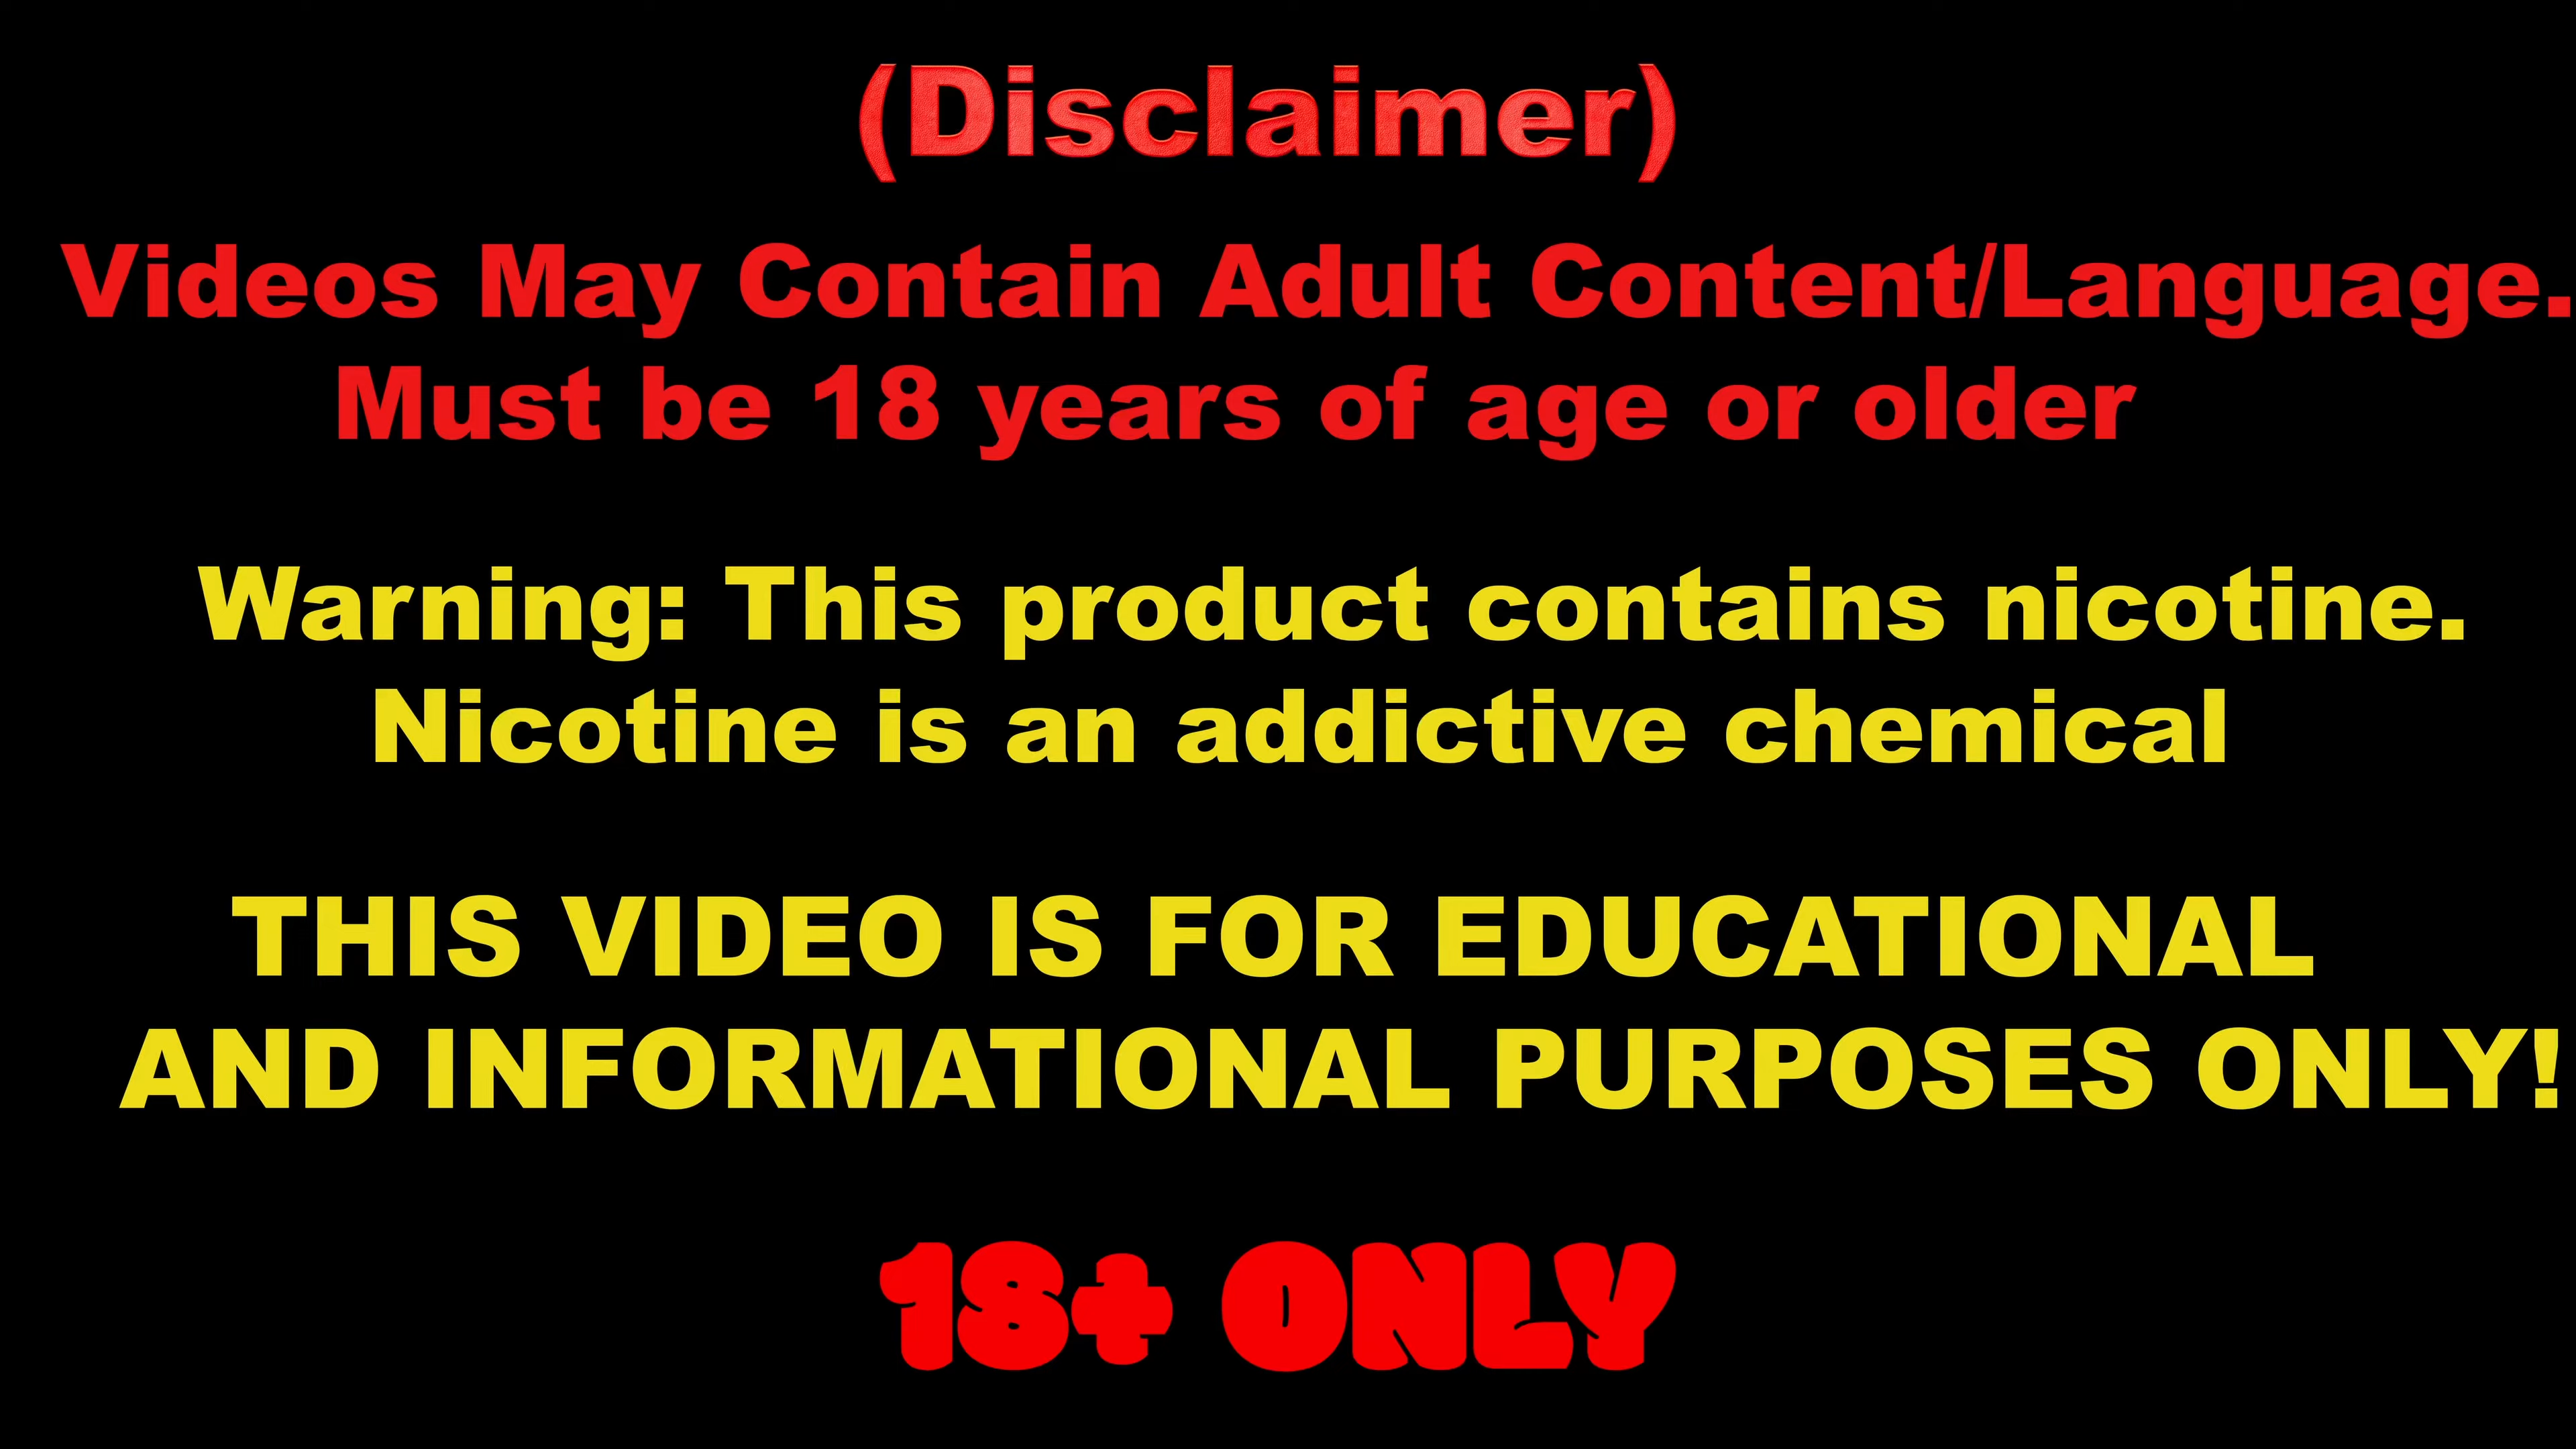 (Disclaimer)
Videos May Contain Adult Content/Language.
Must be 18 years of age or older
Warning: This product contains nicotine.
Nicotine is an addictive chemical
THIS VIDEO IS FOR EDUCATIONAL
AND INFORMATIONAL PURPOSES ONLY!
18+ ONLY